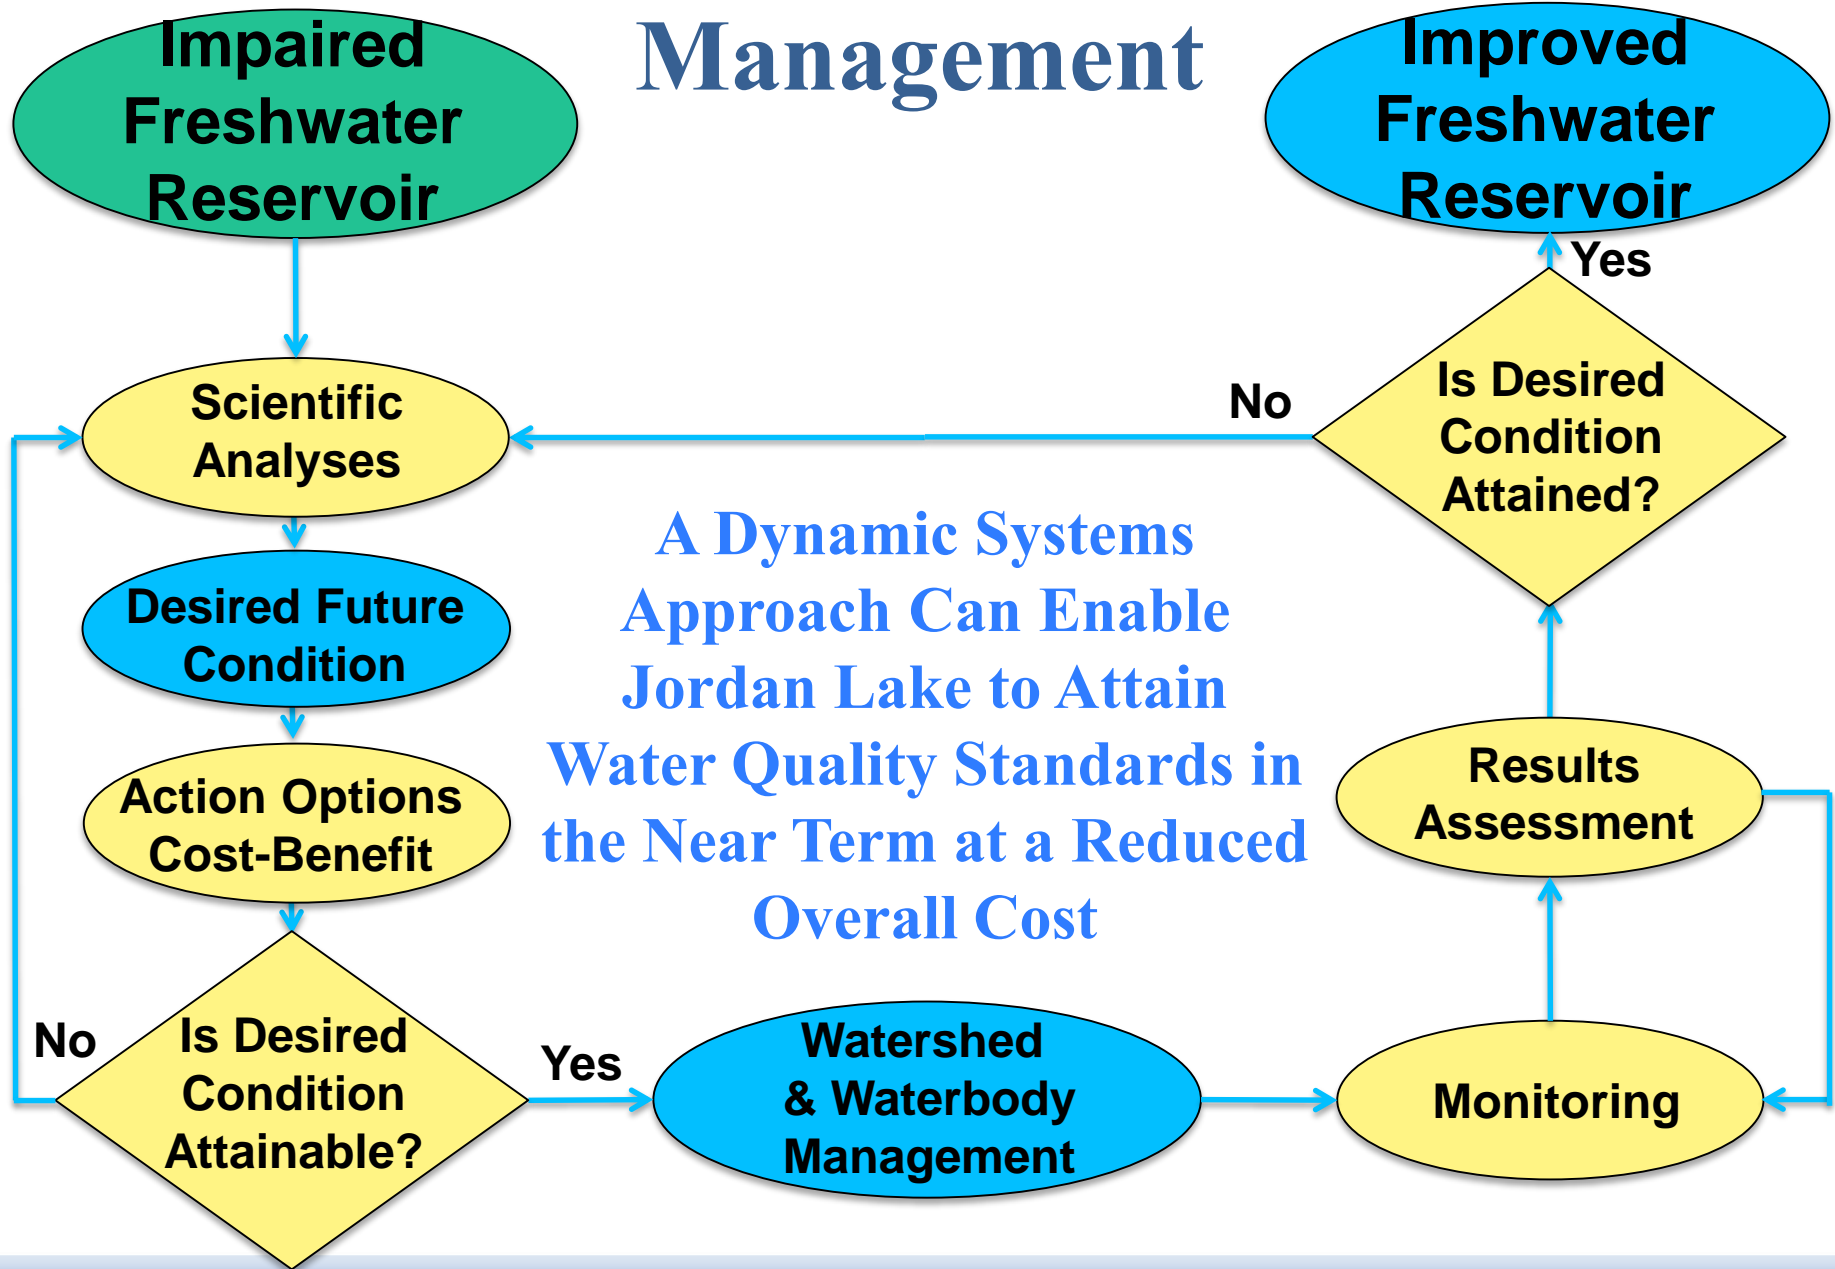 Management
Impaired
Freshwater
Reservoir
Improved
Freshwater
Reservoir
Yes
Scientific
Analyses
No
Is Desired
Condition
Attained?
A Dynamic Systems
Approach Can Enable
Jordan Lake to Attain
Water Quality Standards in
the Near Term at a Reduced
Overall Cost
Desired Future
Condition
Action Options
Cost-Benefit
Results
Assessment
No
Is Desired
Condition
Attainable?
Yes
Watershed
& Waterbody
Management
Monitoring